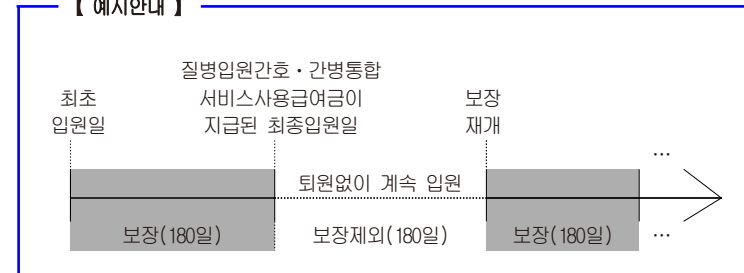 【 예시안내 】
질병입원간호・간병통합
최초 서비스사용급여금이 보장
입원일 지급된 최종입원일 재개
…
퇴원없이 계속 입원
보장(180일) 보장제외(180일) 보장(180일) …